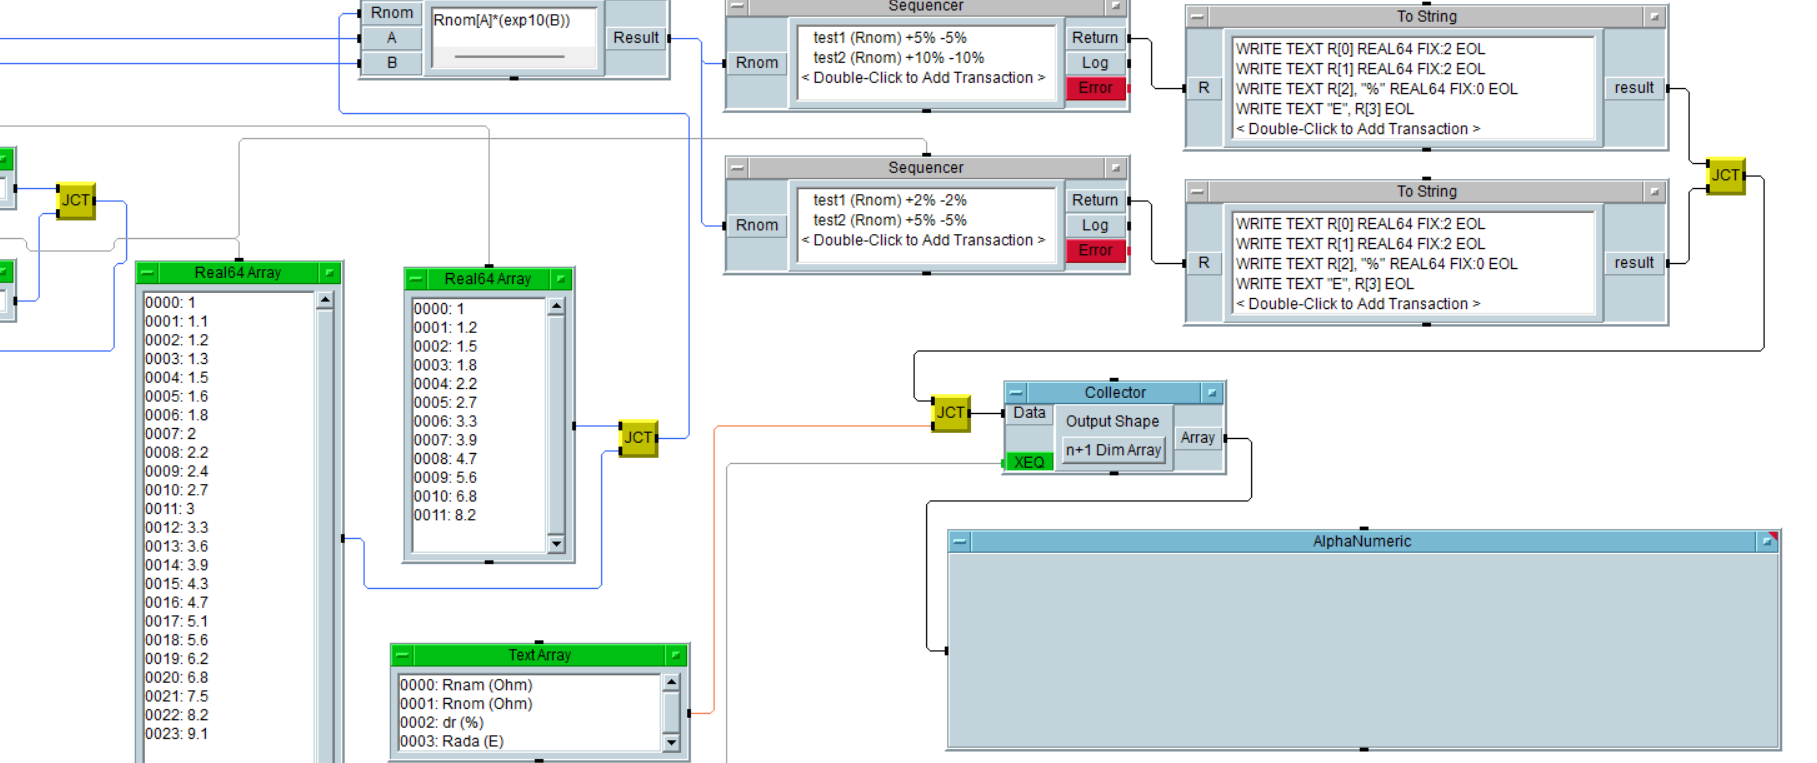 Rnom
A
B
Rnom[A]*(exp10(B))
Result
Sequencer
Rnom
test1 (Rnom) +5% -5%
test2 (Rnom) +10% -10%
< Double-Click to Add Transaction >
Return
Log
Error
To String
R
WRITE TEXT R[0] REAL64 FIX:2 EOL
WRITE TEXT R[1] REAL64 FIX:2 EOL
WRITE TEXT R[2], "%" REAL64 FIX:0 EOL
WRITE TEXT "E", R[3] EOL
< Double-Click to Add Transaction >
result
Sequencer
Rnom
test1 (Rnom) +2% -2%
test2 (Rnom) +5% -5%
< Double-Click to Add Transaction >
Return
Log
Error
To String
R
WRITE TEXT R[0] REAL64 FIX:2 EOL
WRITE TEXT R[1] REAL64 FIX:2 EOL
WRITE TEXT R[2], "%" REAL64 FIX:0 EOL
WRITE TEXT "E", R[3] EOL
< Double-Click to Add Transaction >
result
JCT
JCT
Real64 Array
0000: 1
0001: 1.1
0002: 1.2
0003: 1.3
0004: 1.5
0005: 1.6
0006: 1.8
0007: 2
0008: 2.2
0009: 2.4
0010: 2.7
0011: 3
0012: 3.3
0013: 3.6
0014: 3.9
0015: 4.3
0016: 4.7
0017: 5.1
0018: 5.6
0019: 6.2
0020: 6.8
0021: 7.5
0022: 8.2
0023: 9.1
Real64 Array
0000: 1
0001: 1.2
0002: 1.5
0003: 1.8
0004: 2.2
0005: 2.7
0006: 3.3
0007: 3.9
0008: 4.7
0009: 5.6
0010: 6.8
0011: 8.2
JCT
JCT
Collector
Data
XEQ
Output Shape
n+1 Dim Array
Array
AlphaNumeric
Text Array
0000: Rnam (Ohm)
0001: Rnom (Ohm)
0002: dr (%)
0003: Rada (E)